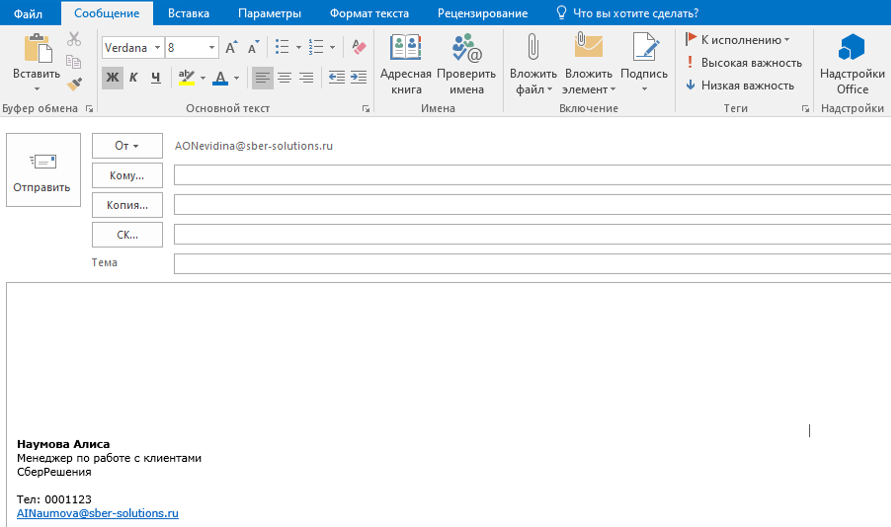 Файл Сообщение Вставка Параметры Формат текста Рецензирование Что вы хотите сделать?
Вставить
Буфер обмена
Verdana 8
Ж К Ч
Основной текст
Адресная книга
Проверить имена
Имена
Вложить файл
Вложить элемент
Подпись
Включение
К исполнению
Высокая важность
Низкая важность
Теги
Надстройки Office
Надстройки
Отправить
От AONevidina@sber-solutions.ru
Кому...
Копия...
СК...
Тема
Наумова Алиса
Менеджер по работе с клиентами
СберРешения
Тел: 0001123
AINaumova@sber-solutions.ru